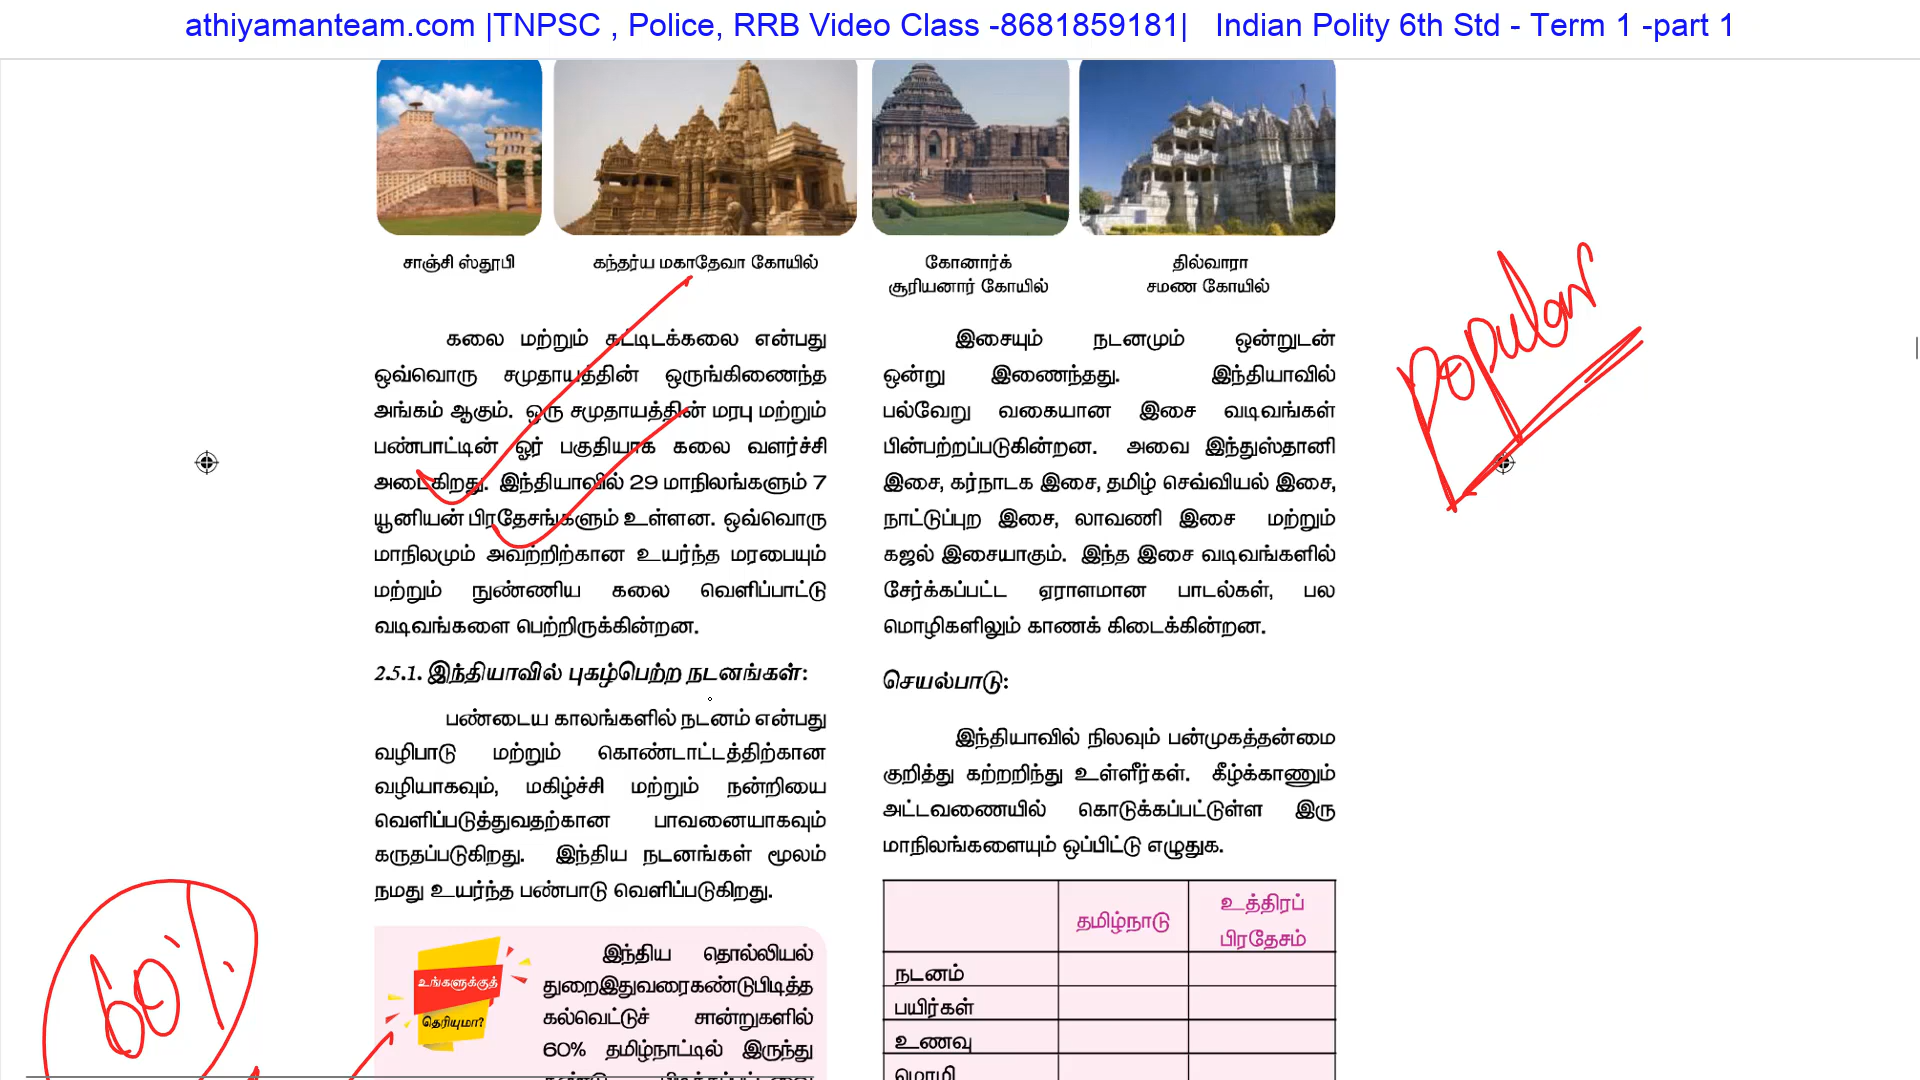 athiyamanteam.com |TNPSC , Police, RRB Video Class -8681859181|   Indian Polity 6th Std - Term 1 -part 1
சாஞ்சி ஸ்தூபி
கந்தர்ய மகாதேவா கோயில்
கோனார்க்
சூரியனார் கோயில்
தில்வாரா
சமண கோயில்
கலை மற்றும் கட்டிடக்கலை என்பது
ஒவ்வொரு சமுதாயத்தின் ஒருங்கிணைந்த
அங்கம் ஆகும். ஒரு சமுதாயத்தின் மரபு மற்றும்
பண்பாட்டின் ஓர் பகுதியாக கலை வளர்ச்சி
அடைகிறது. இந்தியாவில் 29 மாநிலங்களும் 7
யூனியன் பிரதேசங்களும் உள்ளன. ஒவ்வொரு
மாநிலமும் அவற்றிற்கான உயர்ந்த மரபையும்
மற்றும் நுண்ணிய கலை வெளிப்பாட்டு
வடிவங்களை பெற்றிருக்கின்றன.
2.5.1. இந்தியாவில் புகழ்பெற்ற நடனங்கள்:
பண்டைய காலங்களில் நடனம் என்பது
வழிபாடு மற்றும் கொண்டாட்டத்திற்கான
வழியாகவும், மகிழ்ச்சி மற்றும் நன்றியை
வெளிப்படுத்துவதற்கான பாவனையாகவும்
கருதப்படுகிறது. இந்திய நடனங்கள் மூலம்
நமது உயர்ந்த பண்பாடு வெளிப்படுகிறது.
உங்களுக்குத்
தெரியுமா?
இந்திய தொல்லியல்
துறைஇதுவரைகண்டுபிடித்த
கல்வெட்டுச் சான்றுகளில்
60% தமிழ்நாட்டில் இருந்து
60%
இசையும் நடனமும் ஒன்றுடன்
ஒன்று இணைந்தது. இந்தியாவில்
பல்வேறு வகையான இசை வடிவங்கள்
பின்பற்றப்படுகின்றன. அவை இந்துஸ்தானி
இசை, கர்நாடக இசை, தமிழ் செவ்வியல் இசை,
நாட்டுப்புற இசை, லாவணி இசை மற்றும்
கஜல் இசையாகும். இந்த இசை வடிவங்களில்
சேர்க்கப்பட்ட ஏராளமான பாடல்கள், பல
மொழிகளிலும் காணக் கிடைக்கின்றன.
செயல்பாடு:
இந்தியாவில் நிலவும் பன்முகத்தன்மை
குறித்து கற்றறிந்து உள்ளீர்கள். கீழ்க்காணும்
அட்டவணையில் கொடுக்கப்பட்டுள்ள இரு
மாநிலங்களையும் ஒப்பிட்டு எழுதுக.
தமிழ்நாடு
உத்திரப்
பிரதேசம்
நடனம்
பயிர்கள்
உணவு
மொழி
Popular